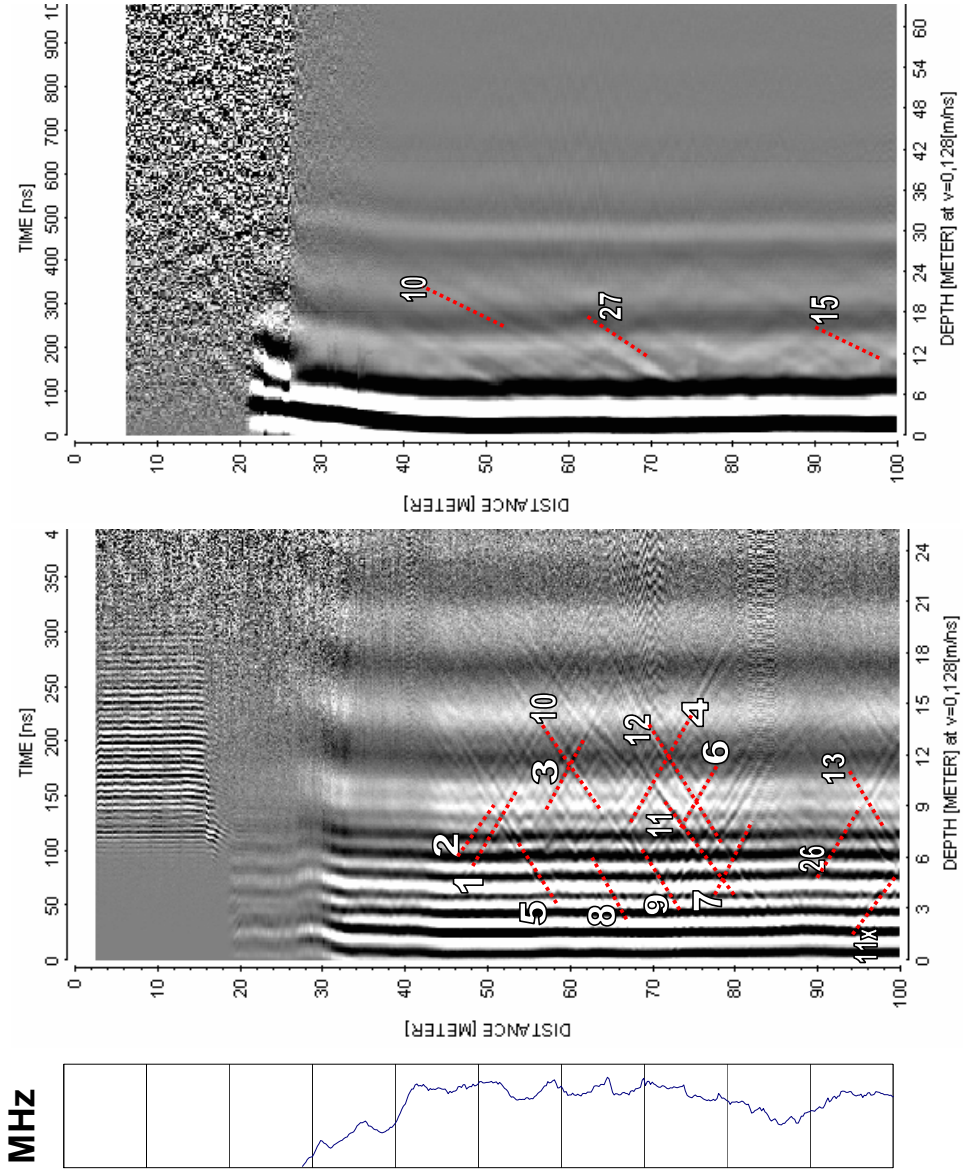 TIME [ns]
0 100 200 300 400 500 600 700 800 900 10
0 10 20 30 40 50 60 70 80 90 100
DISTANCE [METER]
0 6 12 18 24 30 36 42 48 54 60
DEPTH [METER] at v=0,128[m/ns]
10
27
15
TIME [ns]
0 50 100 150 200 250 300 350 4
0 10 20 30 40 50 60 70 80 90 100
DISTANCE [METER]
0 3 6 9 12 15 18 21 24
DEPTH [METER] at v=0,128[m/ns]
2
1
3
10
12
4
6
5
8
9
11
7
13
26
11x
MHz